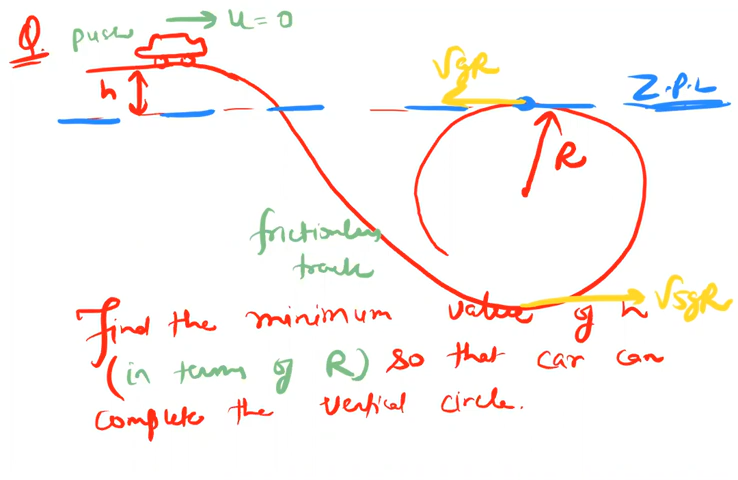 Q. push → u = 0
h
√gR
Z.P.L
R
frictionless
track
√5gR
Find the minimum value of h
(in terms of R) so that car can
complete the vertical circle.